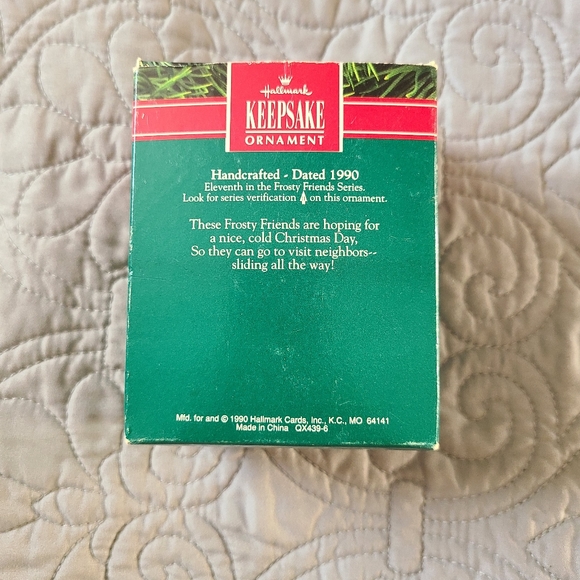 Hallmark
KEEPSAKE
ORNAMENT
Handcrafted - Dated 1990
Eleventh in the Frosty Friends Series.
Look for series verification on this ornament.
These Frosty Friends are hoping for
a nice, cold Christmas Day,
So they can go to visit neighbors--
sliding all the way!
Mfd. for and © 1990 Hallmark Cards, Inc., K.C., MO 64141
Made in China QX439-6